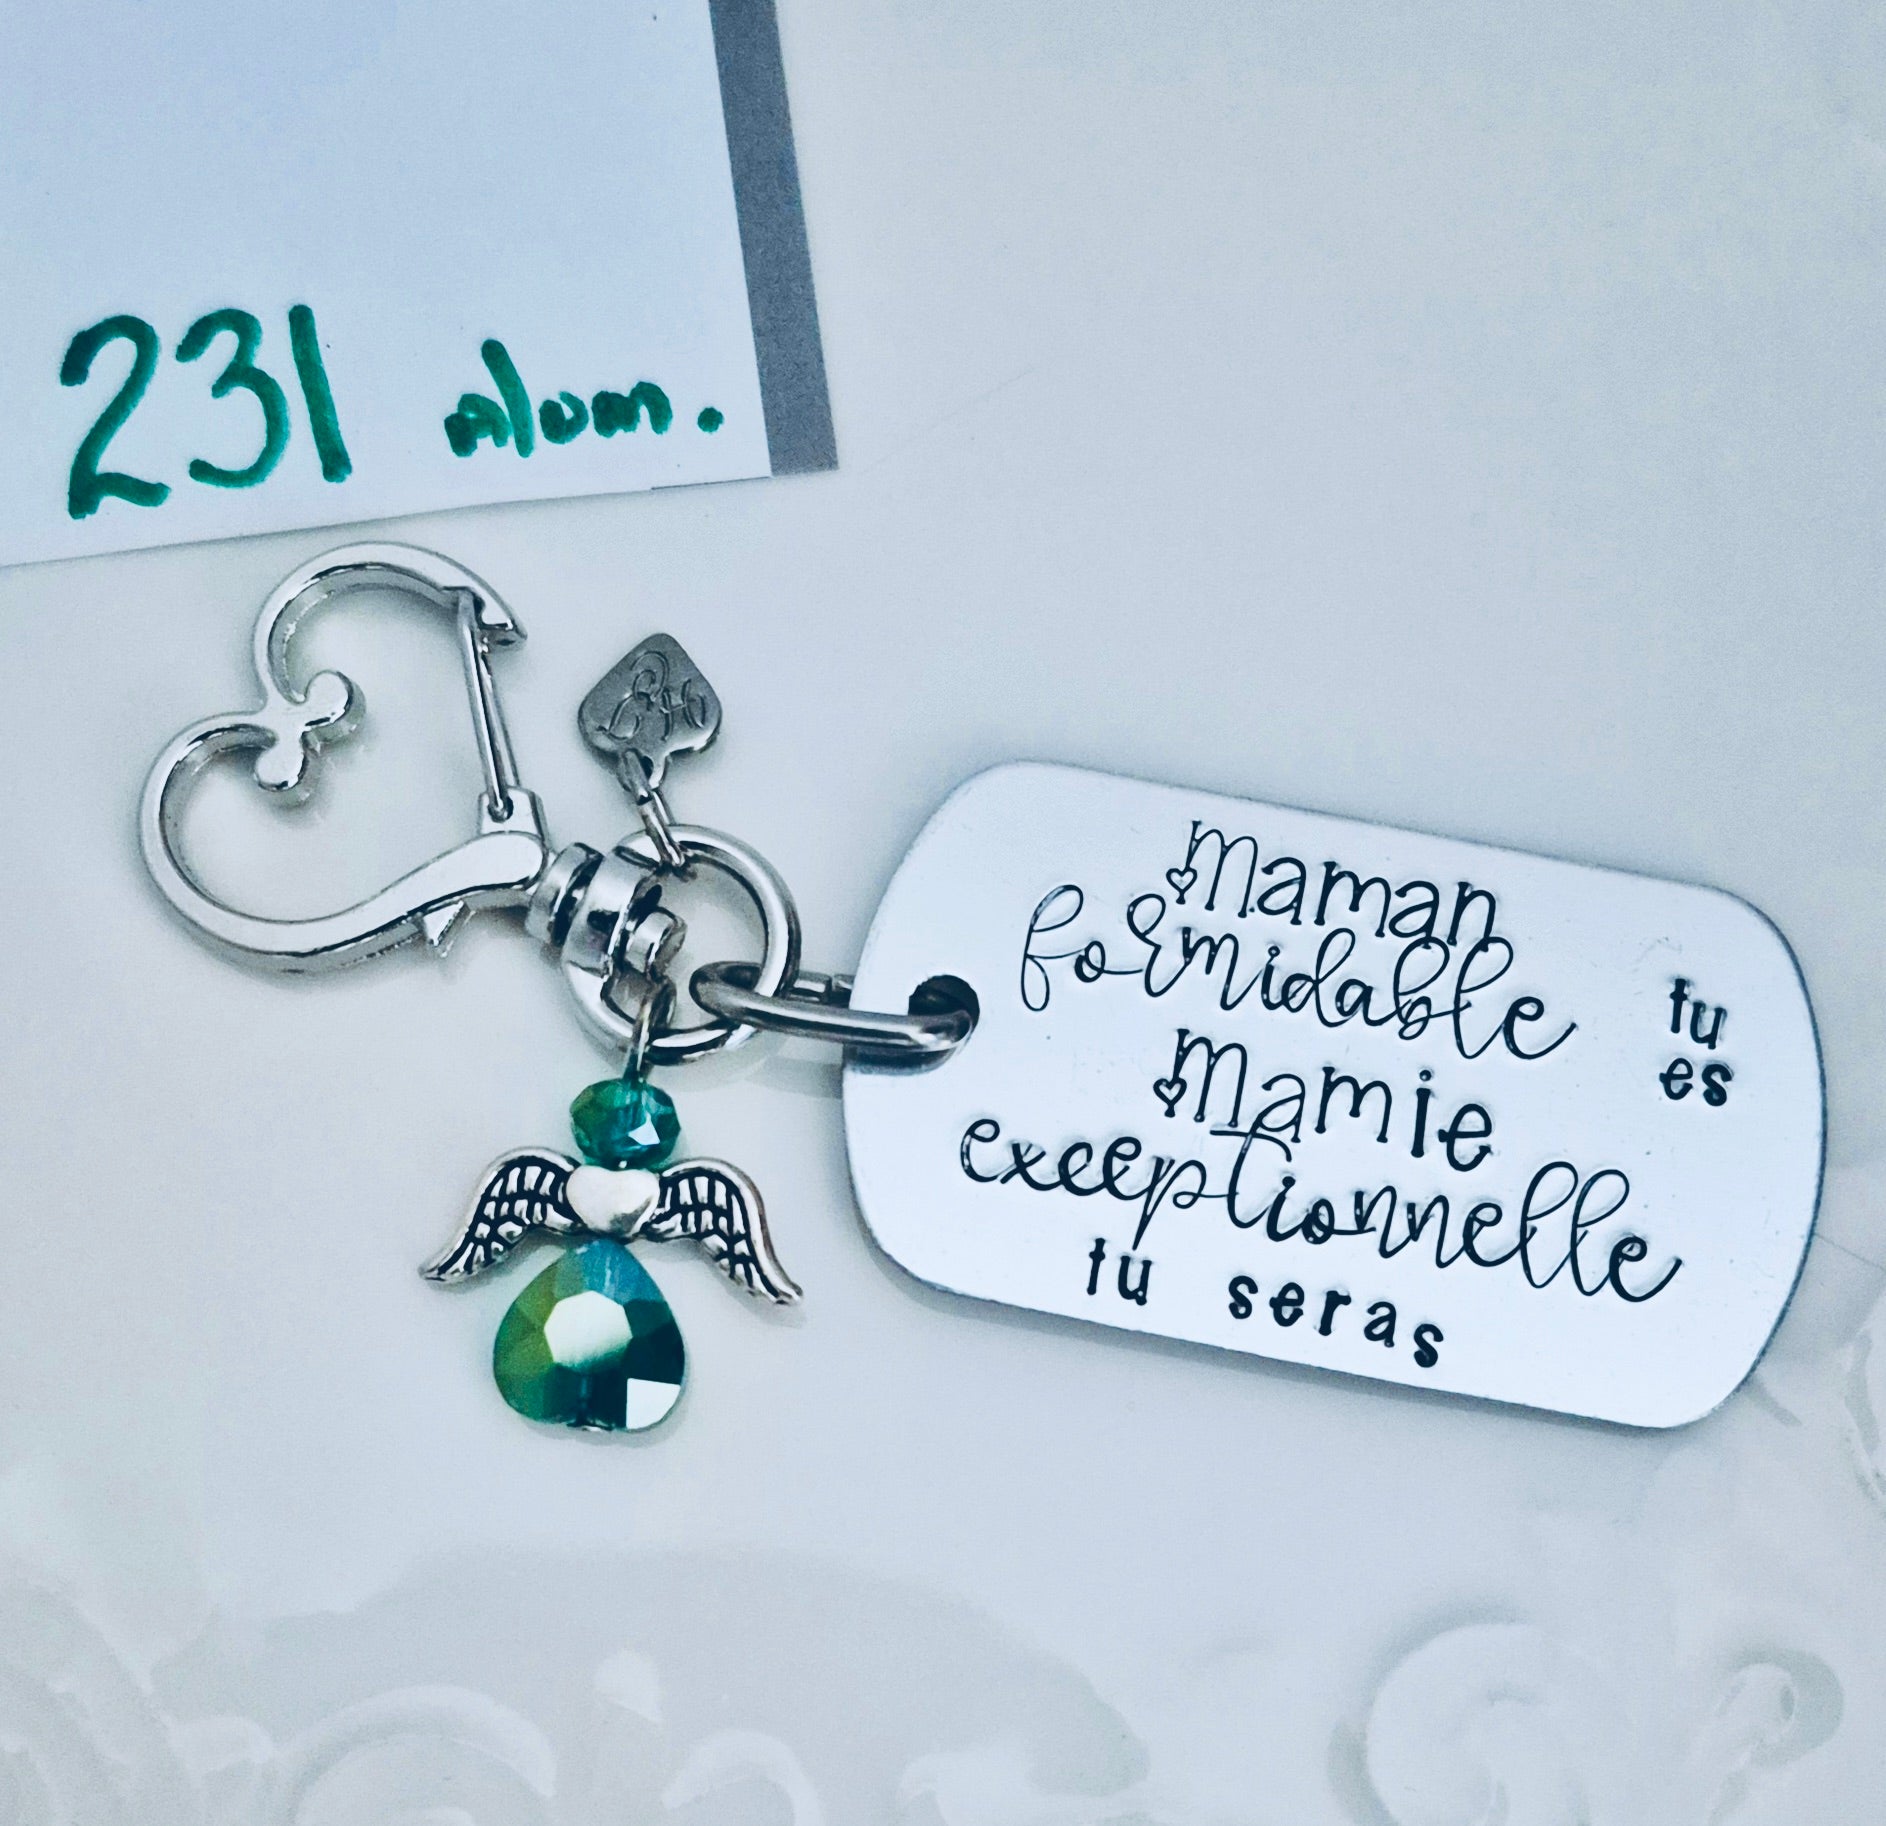 231 alum.
Maman
formidable
tu
es
Mamie
exceptionnelle
tu seras